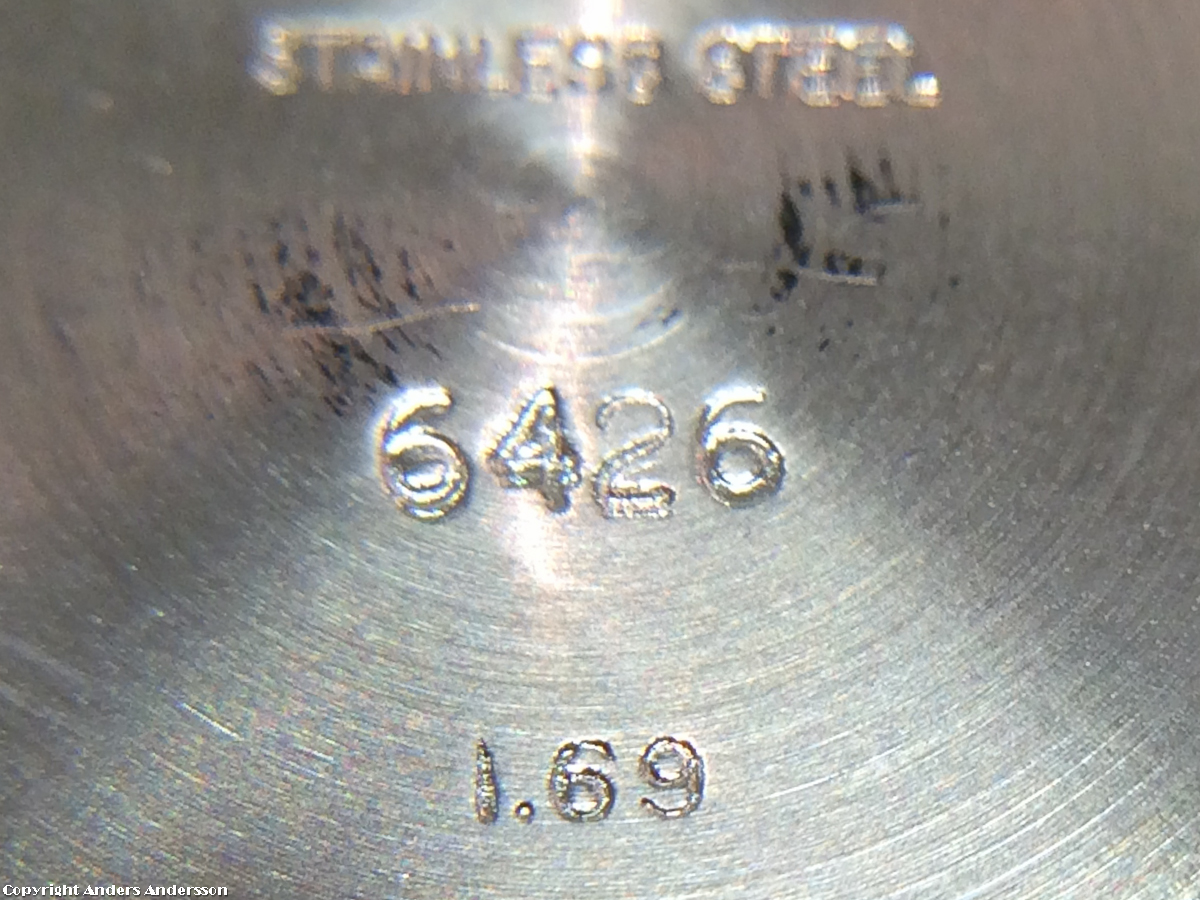 STAINLESS STEEL
6426
1.69
Copyright Anders Andersson